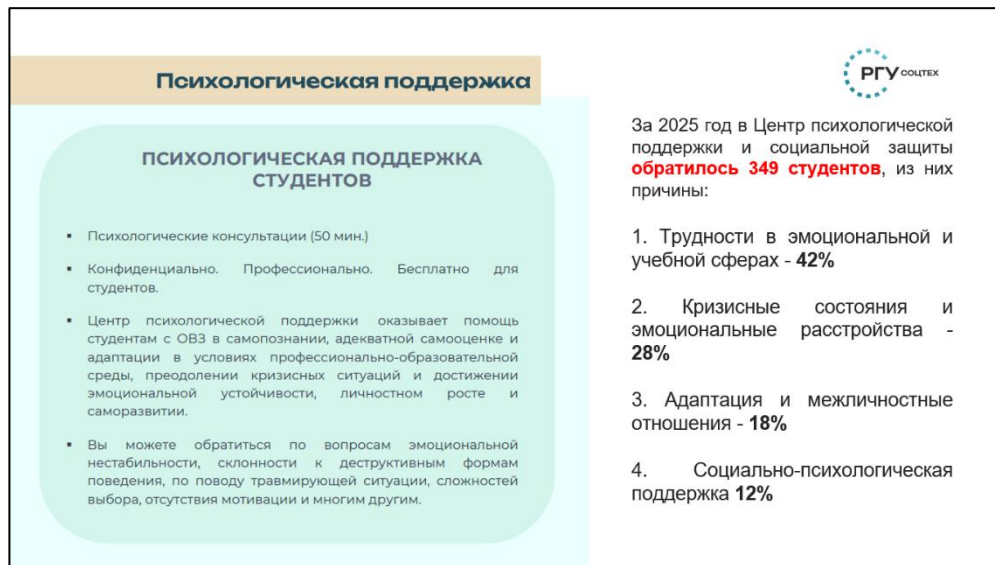 Психологическая поддержка
РГУ СОЦТЕХ
ПСИХОЛОГИЧЕСКАЯ ПОДДЕРЖКА
СТУДЕНТОВ
▪ Психологические консультации (50 мин.)
▪ Конфиденциально. Профессионально. Бесплатно для
студентов.
▪ Центр психологической поддержки оказывает помощь
студентам с ОВЗ в самопознании, адекватной самооценке и
адаптации в условиях профессионально-образовательной
среды, преодолении кризисных ситуаций и достижении
эмоциональной устойчивости, личностном росте и
саморазвитии.
▪ Вы можете обратиться по вопросам эмоциональной
нестабильности, склонности к деструктивным формам
поведения, по поводу травмирующей ситуации, сложностей
выбора, отсутствия мотивации и многим другим.
За 2025 год в Центр психологической
поддержки и социальной защиты
обратилось 349 студентов, из них
причины:
1. Трудности в эмоциональной и
учебной сферах - 42%
2. Кризисные состояния и
эмоциональные расстройства -
28%
3. Адаптация и межличностные
отношения - 18%
4. Социально-психологическая
поддержка 12%